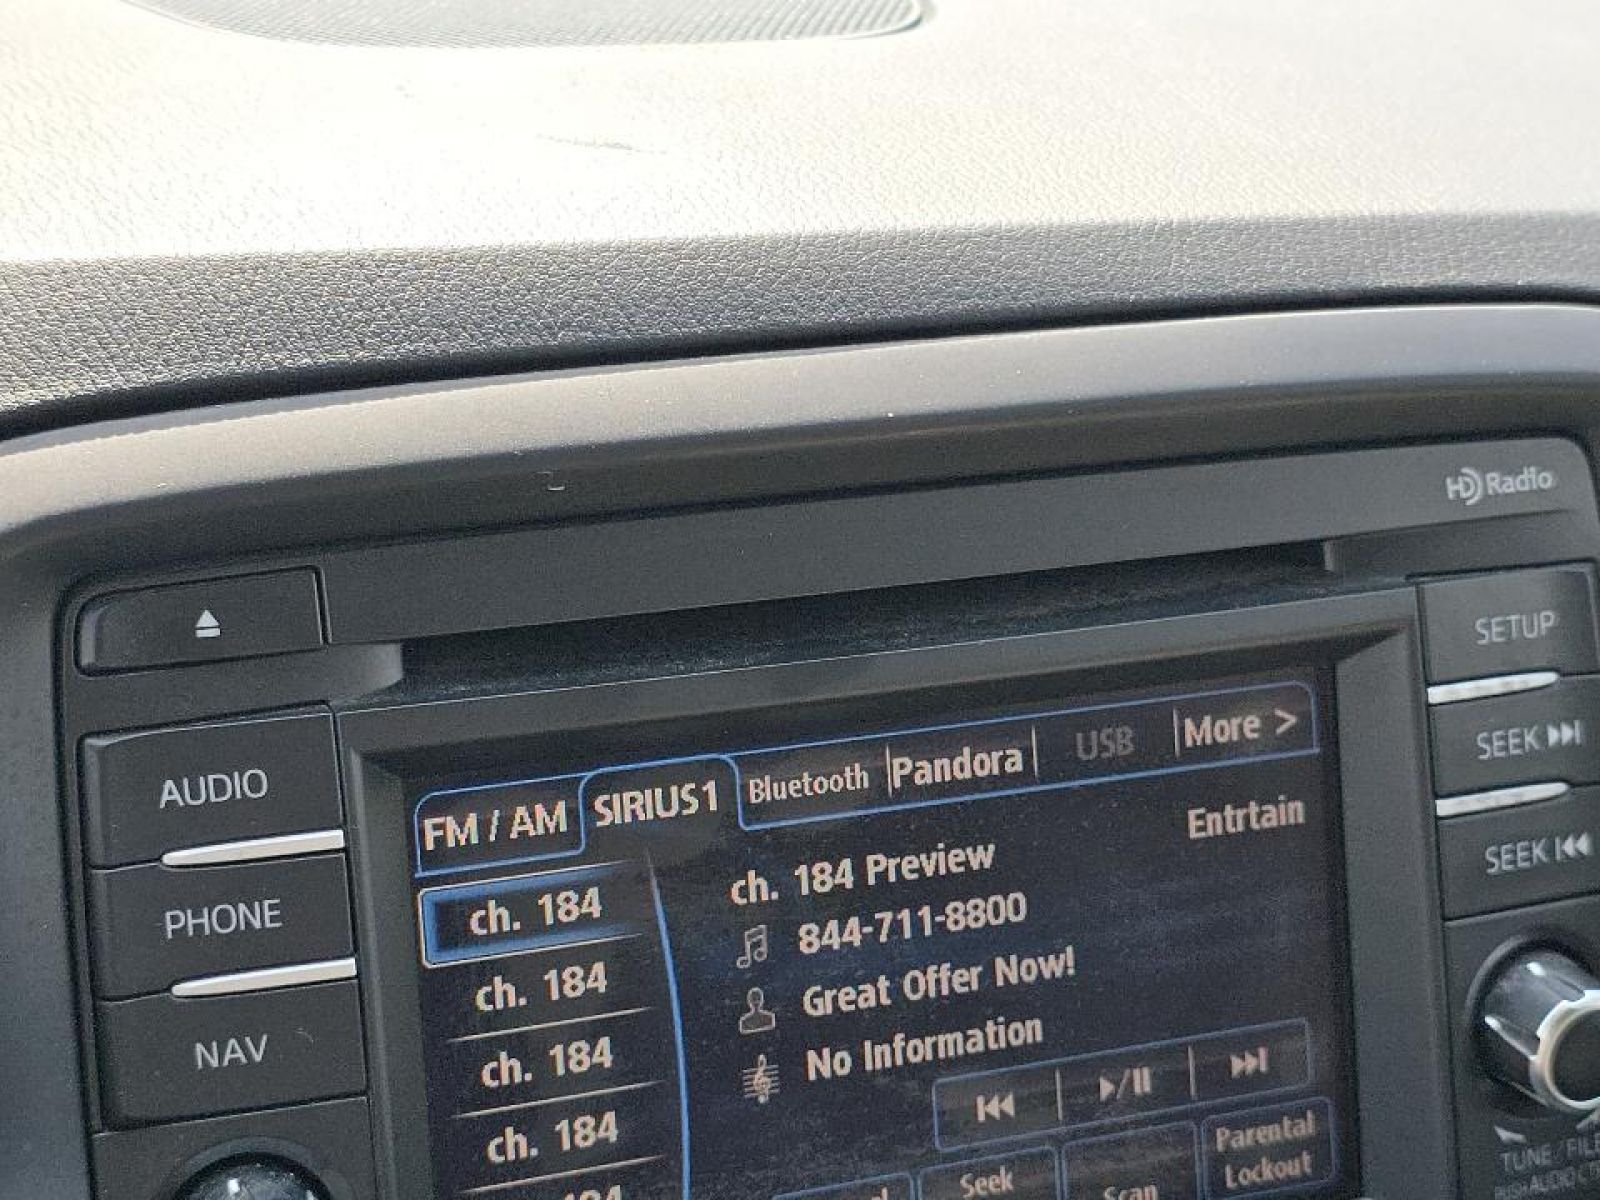 HD Radio
SETUP
SEEK
SEEK
AUDIO
PHONE
NAV
FM / AM SIRIUS1 Bluetooth Pandora USB More >
Entrtain
ch. 184
ch. 184
ch. 184
ch. 184
ch. 184 Preview
844-711-8800
Great Offer Now!
No Information
Seek
Scan
Parental
Lockout
TUNE / FILE